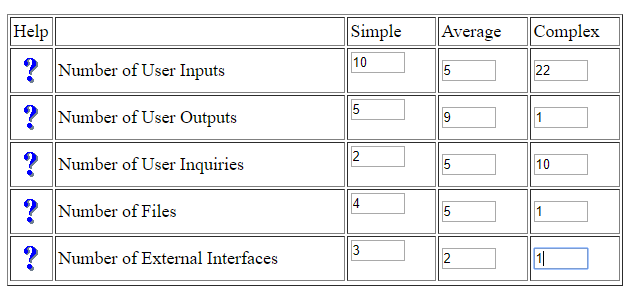 Help Simple Average Complex
? Number of User Inputs 10 5 22
? Number of User Outputs 5 9 1
? Number of User Inquiries 2 5 10
? Number of Files 4 5 1
? Number of External Interfaces 3 2 1